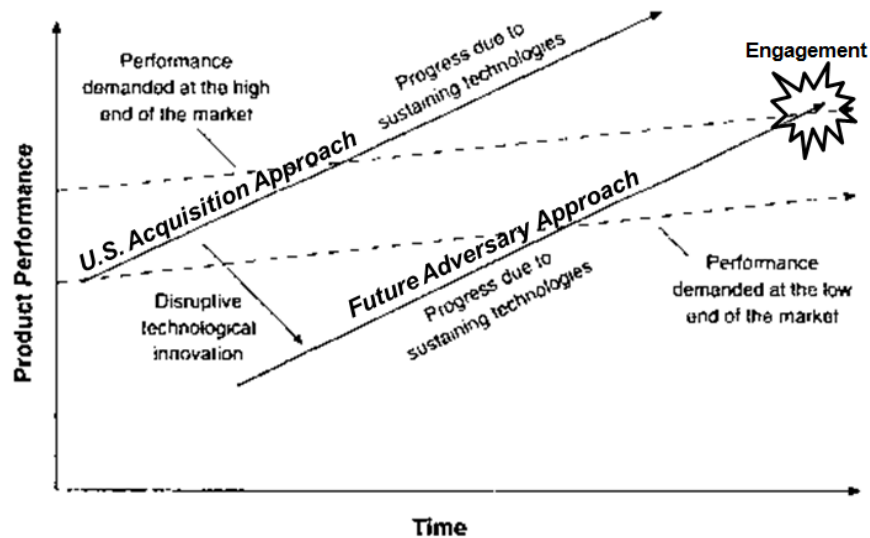 Engagement
Performance
demanded at the high
end of the market
Progress due to
sustaining technologies
U.S. Acquisition Approach
Future Adversary Approach
Progress due to
sustaining technologies
Disruptive
technological
innovation
Performance
demanded at the low
end of the market
Product Performance
Time